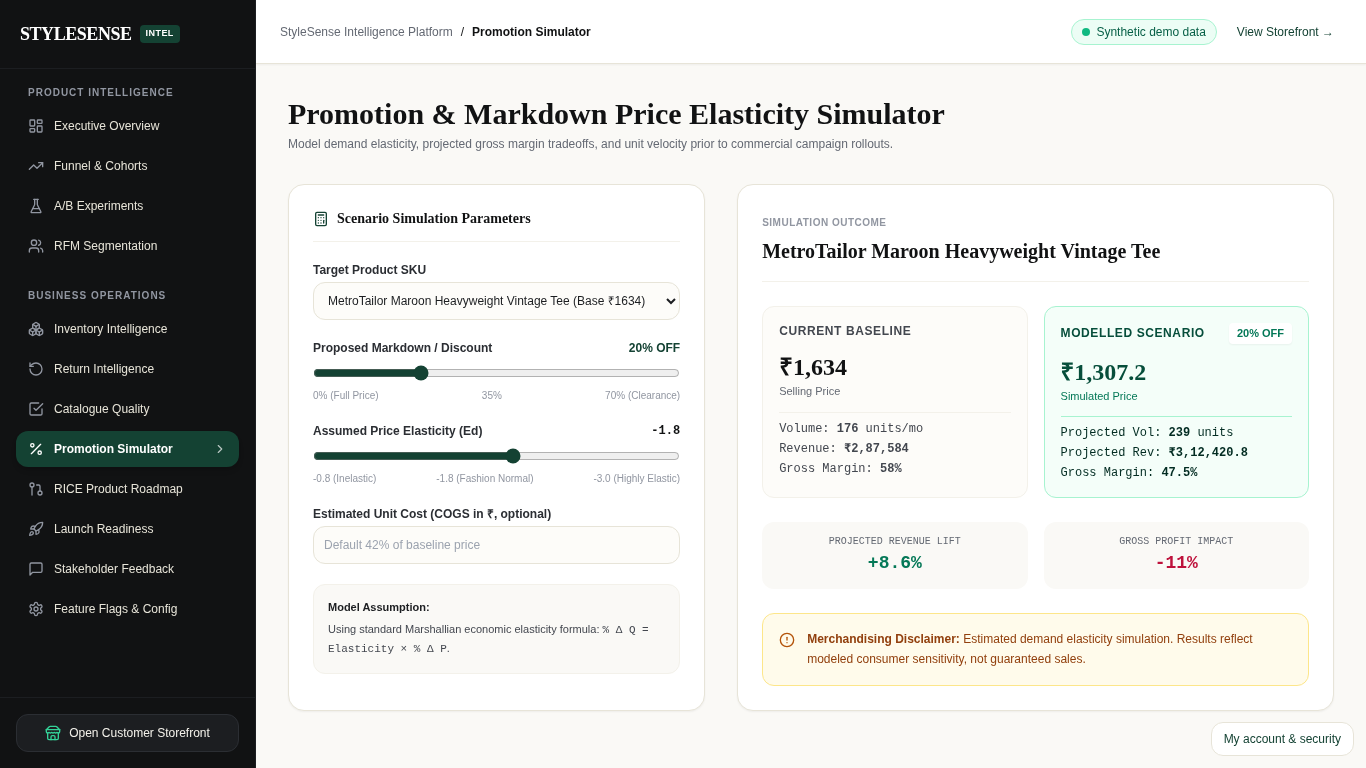 STYLESENSE INTEL
PRODUCT INTELLIGENCE
Executive Overview
Funnel & Cohorts
A/B Experiments
RFM Segmentation
BUSINESS OPERATIONS
Inventory Intelligence
Return Intelligence
Catalogue Quality
Promotion Simulator
RICE Product Roadmap
Launch Readiness
Stakeholder Feedback
Feature Flags & Config
Open Customer Storefront
StyleSense Intelligence Platform / Promotion Simulator
Synthetic demo data
View Storefront →
Promotion & Markdown Price Elasticity Simulator
Model demand elasticity, projected gross margin tradeoffs, and unit velocity prior to commercial campaign rollouts.
Scenario Simulation Parameters
Target Product SKU
MetroTailor Maroon Heavyweight Vintage Tee (Base ₹1634)
Proposed Markdown / Discount 20% OFF
0% (Full Price) 35% 70% (Clearance)
Assumed Price Elasticity (Ed) -1.8
-0.8 (Inelastic) -1.8 (Fashion Normal) -3.0 (Highly Elastic)
Estimated Unit Cost (COGS in ₹, optional)
Default 42% of baseline price
Model Assumption:
Using standard Marshallian economic elasticity formula: % Δ Q =
Elasticity × % Δ P.
SIMULATION OUTCOME
MetroTailor Maroon Heavyweight Vintage Tee
CURRENT BASELINE
₹1,634
Selling Price
Volume: 176 units/mo
Revenue: ₹2,87,584
Gross Margin: 58%
MODELLED SCENARIO 20% OFF
₹1,307.2
Simulated Price
Projected Vol: 239 units
Projected Rev: ₹3,12,420.8
Gross Margin: 47.5%
PROJECTED REVENUE LIFT
+8.6%
GROSS PROFIT IMPACT
-11%
Merchandising Disclaimer: Estimated demand elasticity simulation. Results reflect
modeled consumer sensitivity, not guaranteed sales.
My account & security